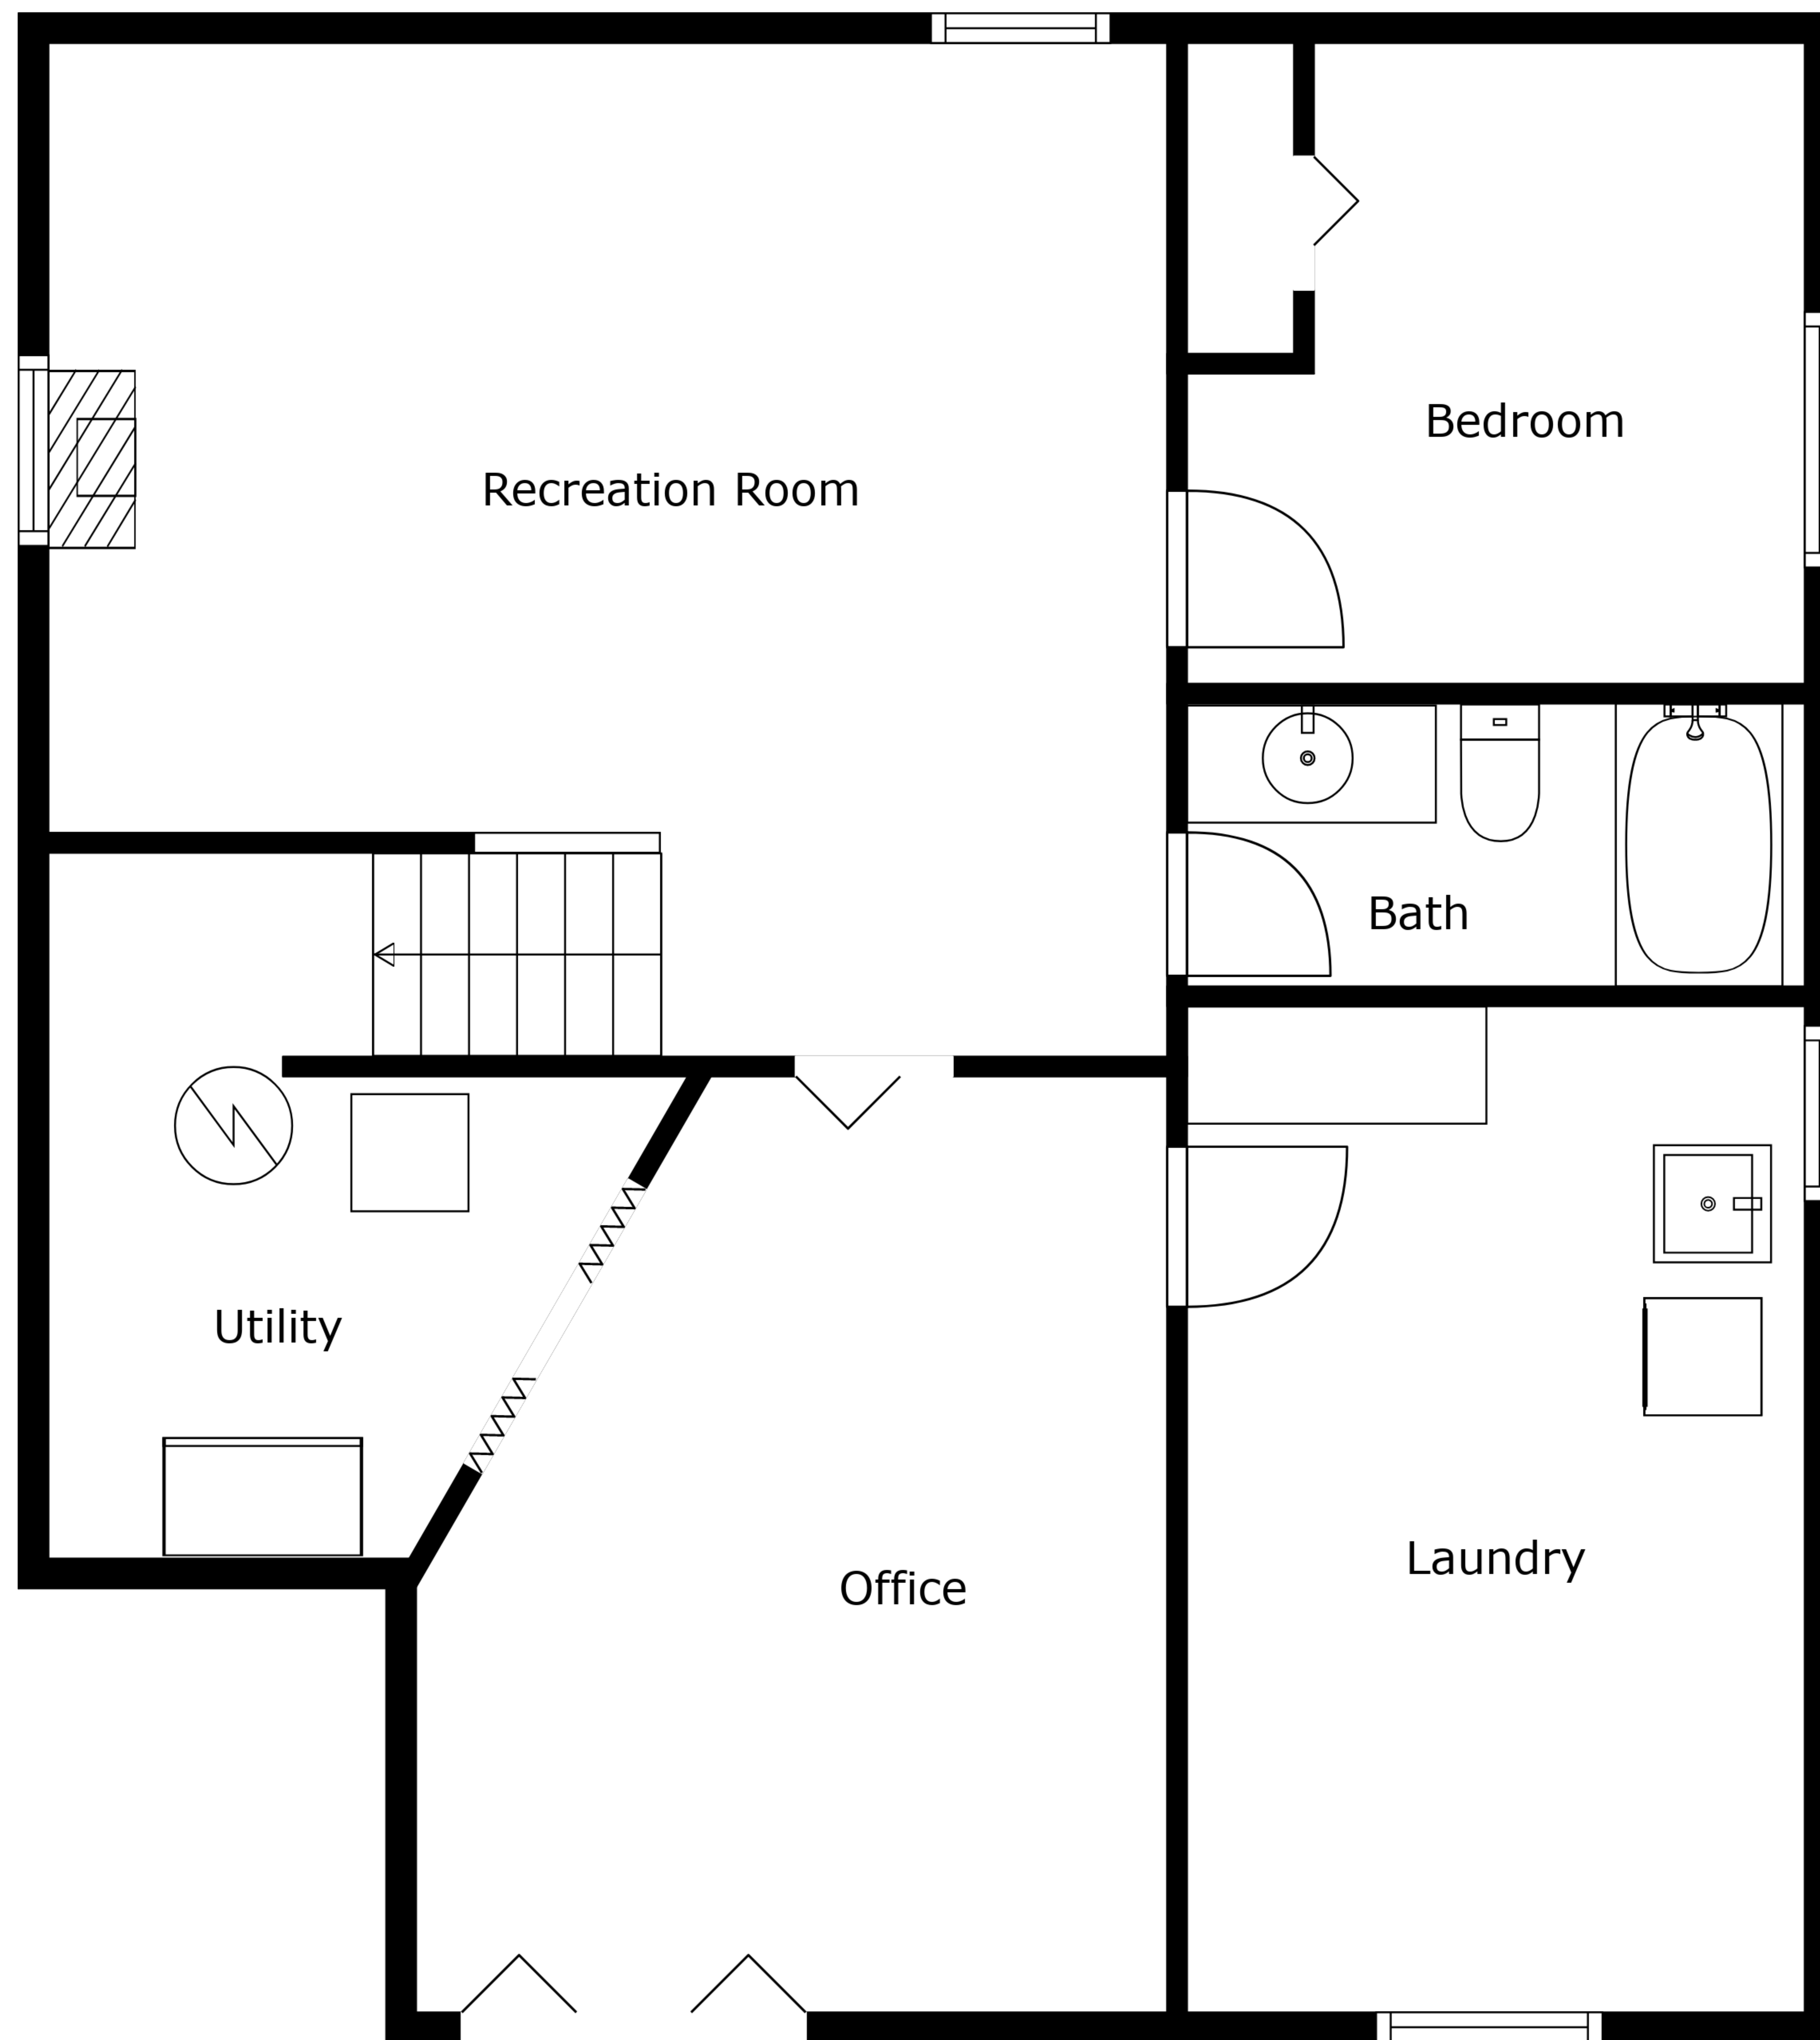 Bedroom
Recreation Room
Bath
Utility
Laundry
Office